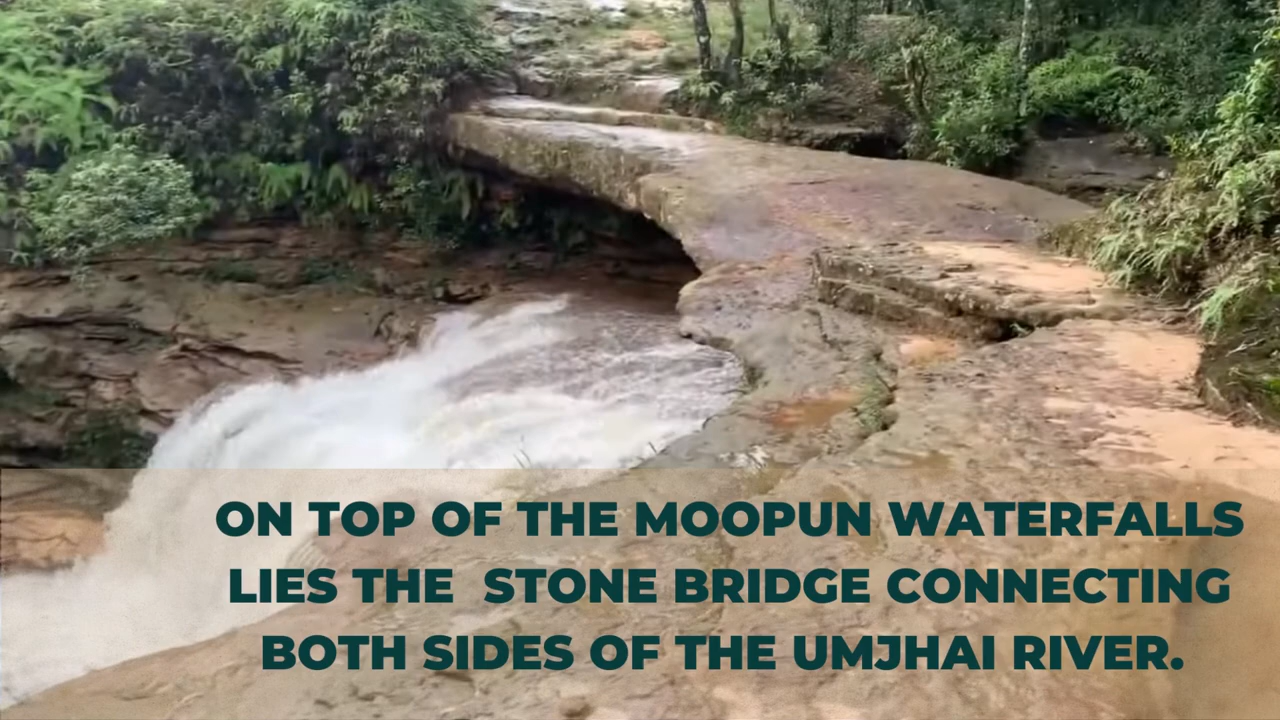 ON TOP OF THE MOOPUN WATERFALLS
LIES THE  STONE BRIDGE CONNECTING
BOTH SIDES OF THE UMJHAI RIVER.